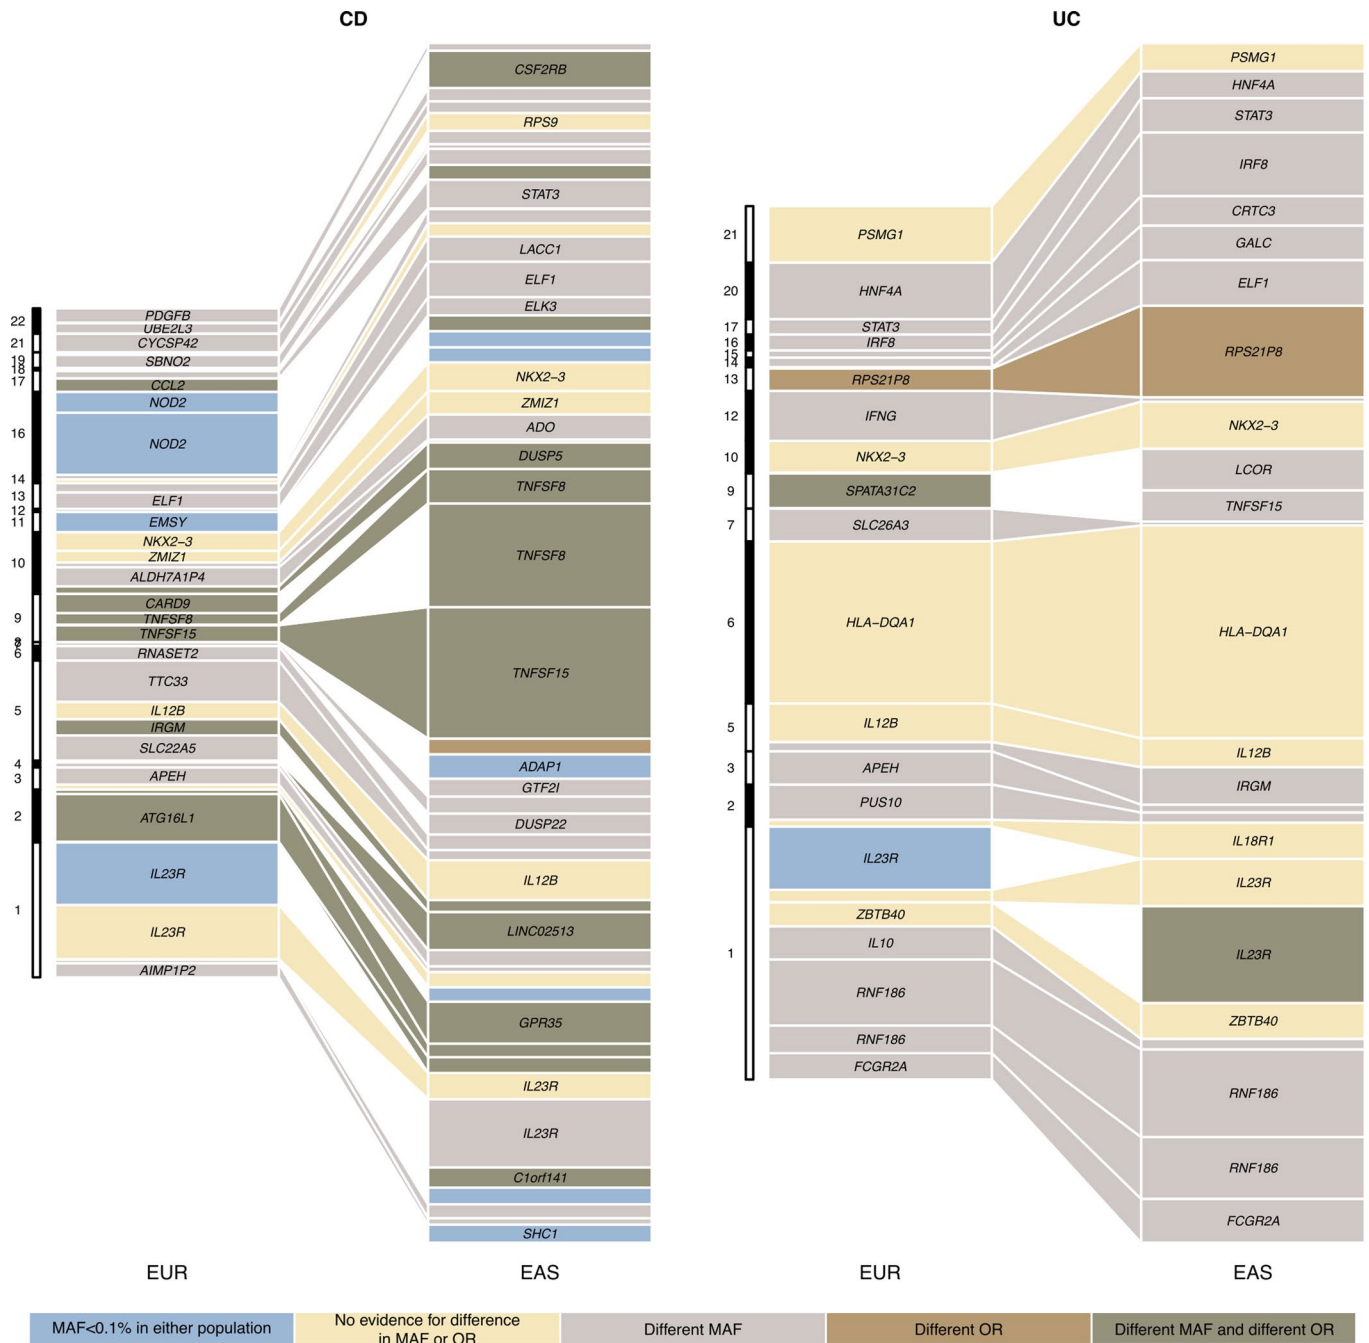 CD
UC
22
21
19
18
17
16
14
13
12
11
10
9
8
6
5
4
3
2
1
PDGFB
UBE2L3
CYCSP42
SBNO2
CCL2
NOD2
NOD2
ELF1
EMSY
NKX2−3
ZMIZ1
ALDH7A1P4
CARD9
TNFSF8
TNFSF15
RNASET2
TTC33
IL12B
IRGM
SLC22A5
APEH
ATG16L1
IL23R
IL23R
AIMP1P2
EUR
CSF2RB
RPS9
STAT3
LACC1
ELF1
ELK3
NKX2−3
ZMIZ1
ADO
DUSP5
TNFSF8
TNFSF8
TNFSF15
ADAP1
GTF2I
DUSP22
IL12B
LINC02513
GPR35
IL23R
IL23R
C1orf141
SHC1
EAS
21
20
17
16
15
14
13
12
10
9
7
6
5
3
2
1
PSMG1
HNF4A
STAT3
IRF8
RPS21P8
IFNG
NKX2−3
SPATA31C2
SLC26A3
HLA−DQA1
IL12B
APEH
PUS10
IL23R
ZBTB40
IL10
RNF186
RNF186
FCGR2A
EUR
PSMG1
HNF4A
STAT3
IRF8
CRTC3
GALC
ELF1
RPS21P8
NKX2−3
LCOR
TNFSF15
HLA−DQA1
IL12B
IRGM
IL18R1
IL23R
IL23R
ZBTB40
RNF186
RNF186
FCGR2A
EAS
MAF<0.1% in either population
No evidence for difference
in MAF or OR
Different MAF
Different OR
Different MAF and different OR